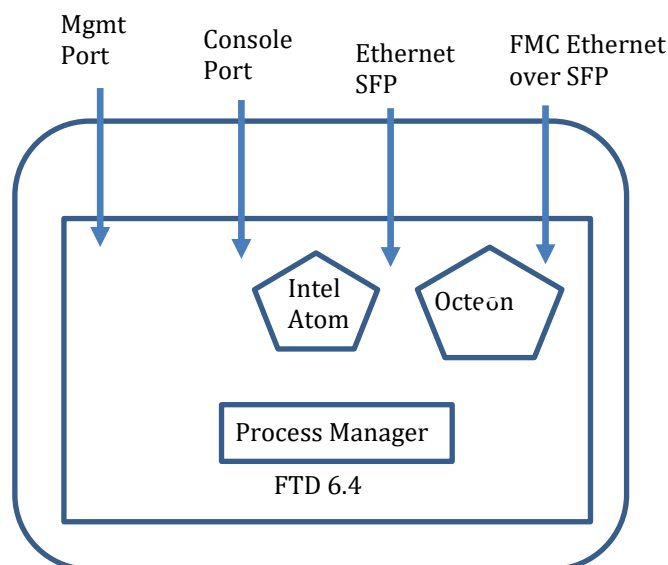 Mgmt
Port
Console
Port
Ethernet
SFP
FMC Ethernet
over SFP
Intel
Atom
Octeon
Process Manager
FTD 6.4